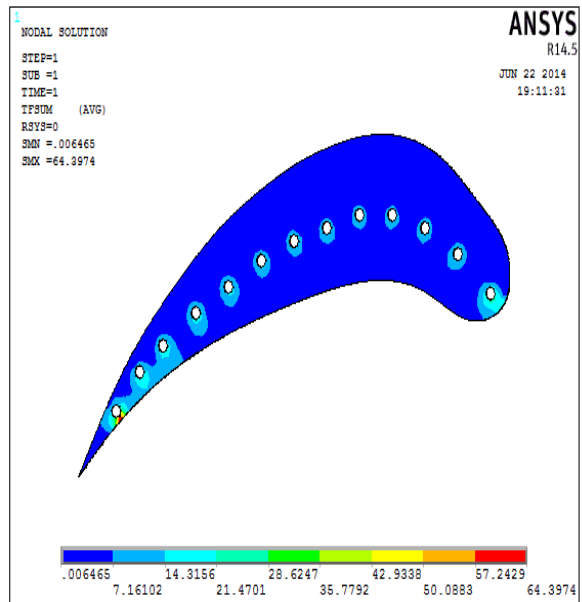 1
NODAL SOLUTION
STEP=1
SUB =1
TIME=1
TFSUM (AVG)
RSYS=0
SMN =.006465
SMX =64.3974
ANSYS
R14.5
JUN 22 2014
19:11:31
.006465 14.3156 28.6247 42.9338 57.2429
7.16102 21.4701 35.7792 50.0883 64.3974